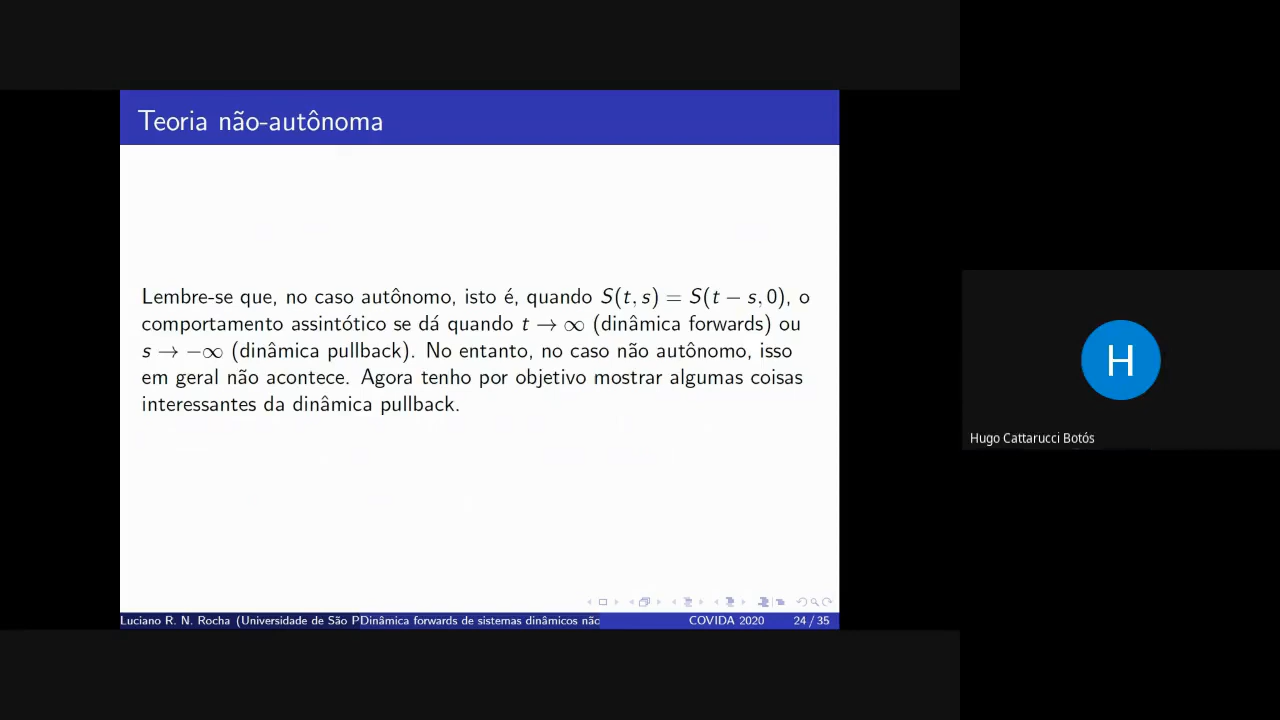 Teoria não-autônoma
Lembre-se que, no caso autônomo, isto é, quando S(t, s) = S(t − s, 0), o
comportamento assintótico se dá quando t → ∞ (dinâmica forwards) ou
s → −∞ (dinâmica pullback). No entanto, no caso não autônomo, isso
em geral não acontece. Agora tenho por objetivo mostrar algumas coisas
interessantes da dinâmica pullback.
Luciano R. N. Rocha (Universidade de São P
Dinâmica forwards de sistemas dinâmicos não
COVIDA 2020
24 / 35
H
Hugo Cattarucci Botós